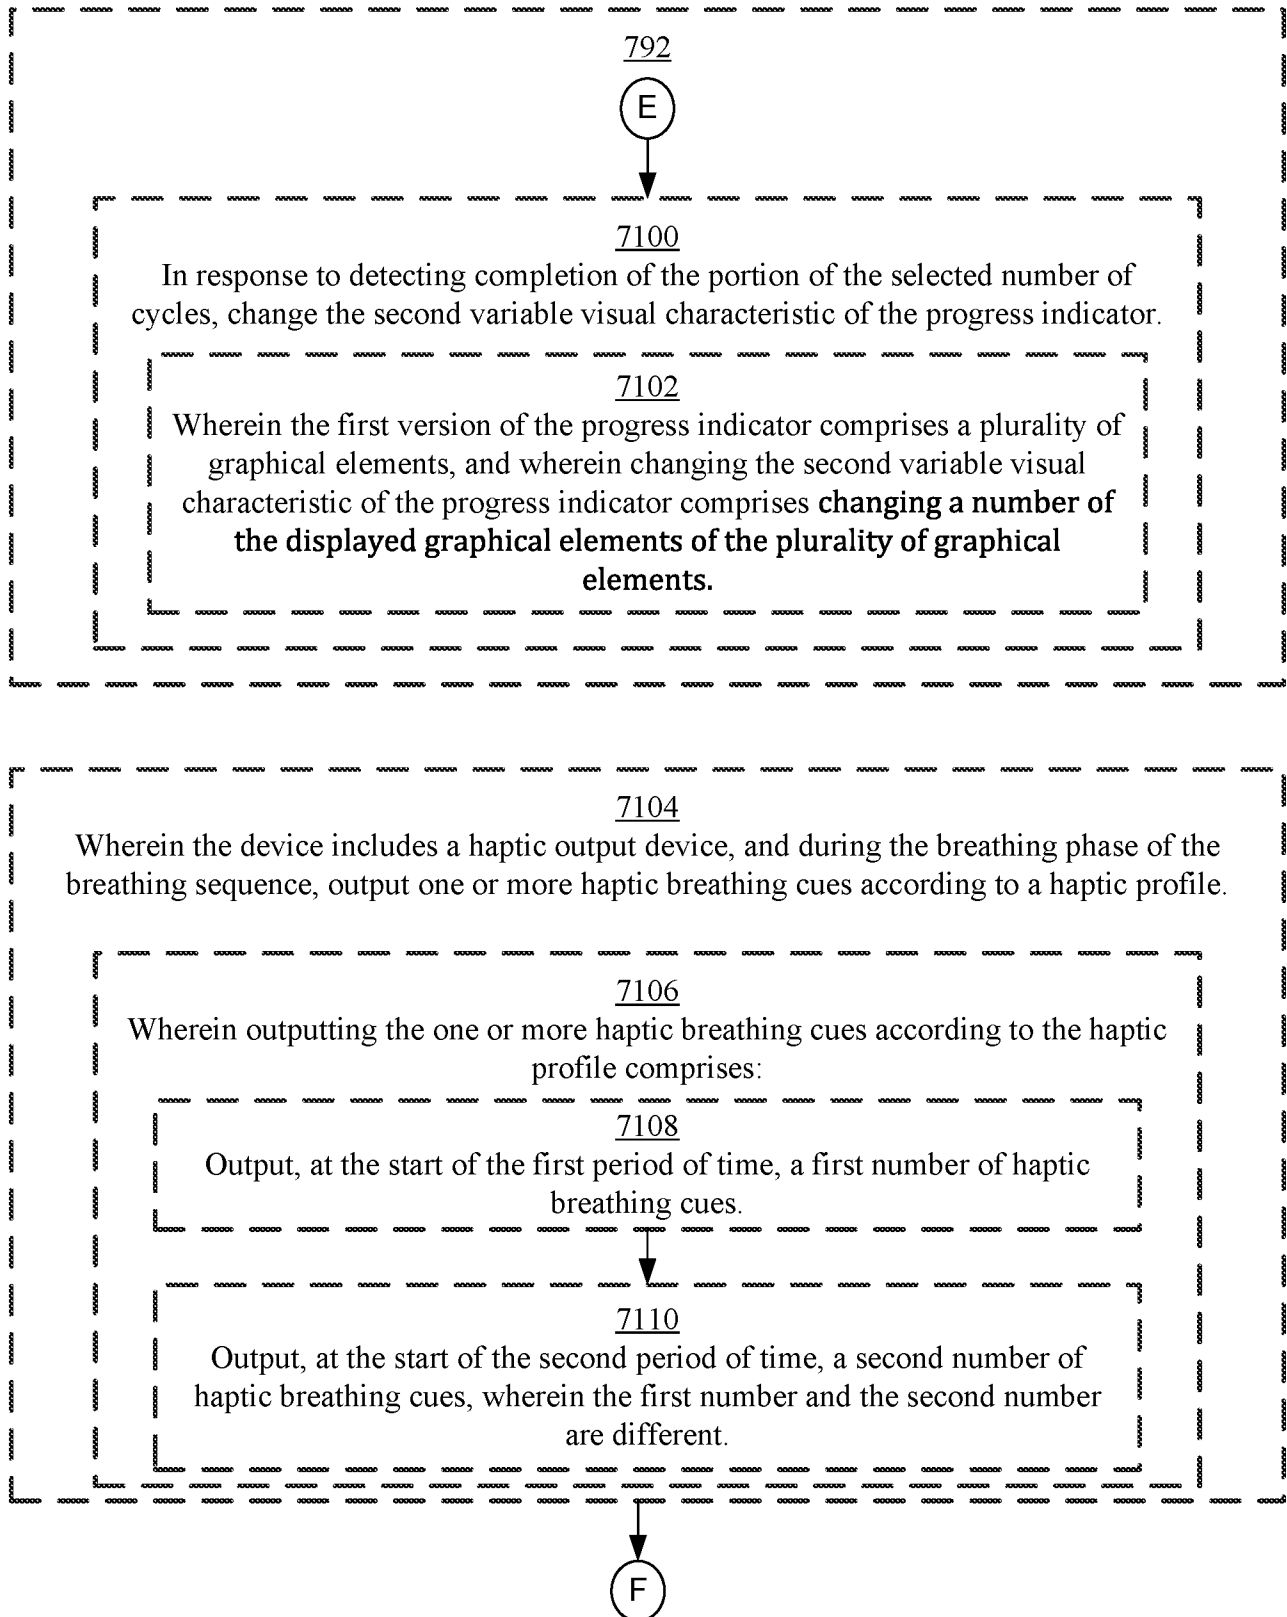 792
E
7100
In response to detecting completion of the portion of the selected number of
cycles, change the second variable visual characteristic of the progress indicator.
7102
Wherein the first version of the progress indicator comprises a plurality of
graphical elements, and wherein changing the second variable visual
characteristic of the progress indicator comprises changing a number of
the displayed graphical elements of the plurality of graphical
elements.
7104
Wherein the device includes a haptic output device, and during the breathing phase of the
breathing sequence, output one or more haptic breathing cues according to a haptic profile.
7106
Wherein outputting the one or more haptic breathing cues according to the haptic
profile comprises:
7108
Output, at the start of the first period of time, a first number of haptic
breathing cues.
7110
Output, at the start of the second period of time, a second number of
haptic breathing cues, wherein the first number and the second number
are different.
F